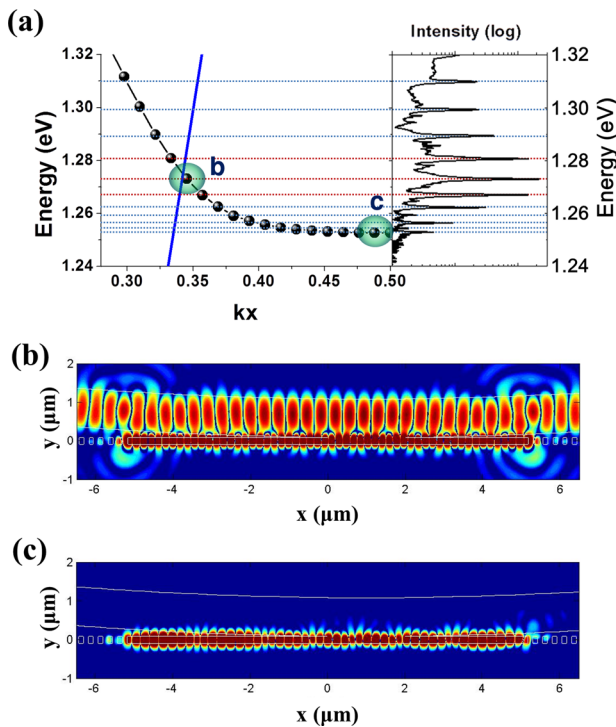 (a)
Intensity (log)
1.32 1.32
1.30 1.30
1.28 1.28
1.26 1.26
1.24 1.24
Energy (eV)
Energy (eV)
b
c
0.30 0.35 0.40 0.45 0.50
kx
(b)
2
1
0
-1
y (µm)
-6 -4 -2 0 2 4 6
x (µm)
(c)
2
1
0
-1
y (µm)
-6 -4 -2 0 2 4 6
x (µm)